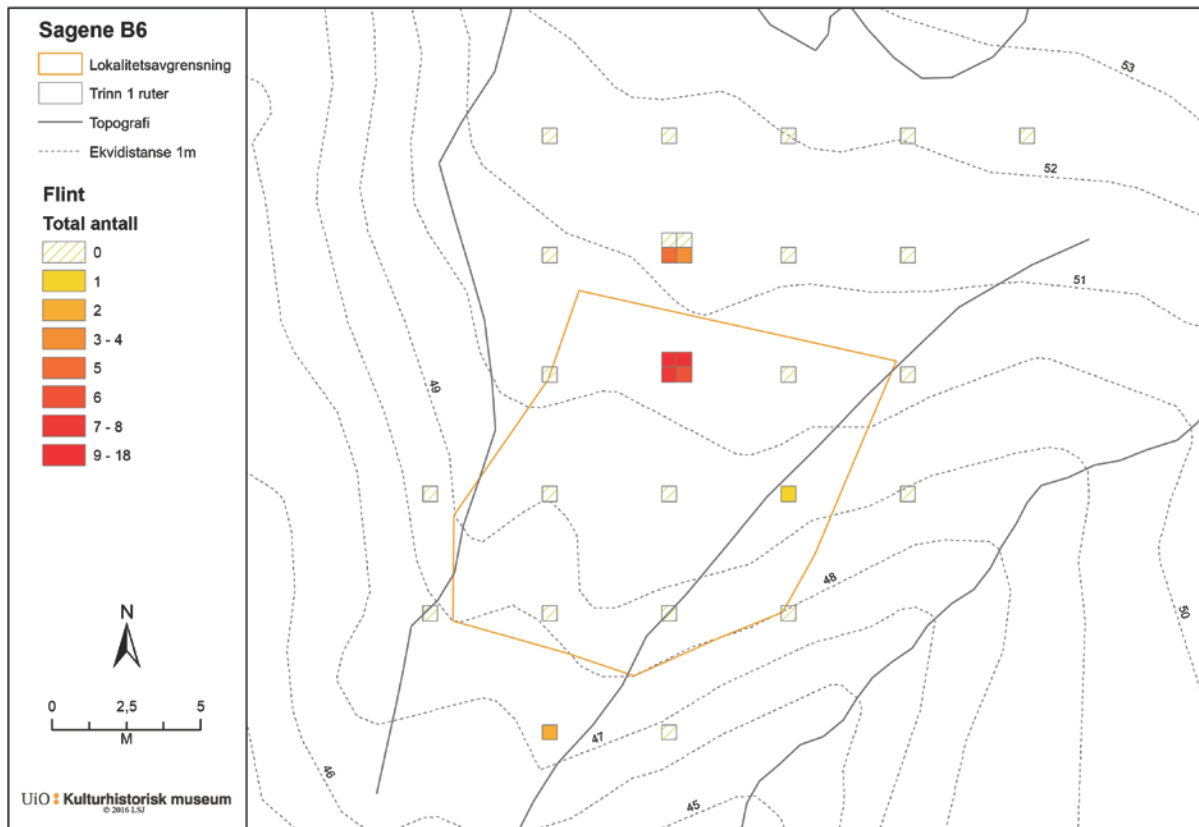 Sagene B6
Lokalitetsavgrensning
Trinn 1 ruter
Topografi
Ekvidistanse 1m
Flint
Total antall
0
1
2
3 - 4
5
6
7 - 8
9 - 18
N
0 2,5 5
M
UiO Kulturhistorisk museum
© 2016 LSJ
53
52
51
49
48
50
47
46
45